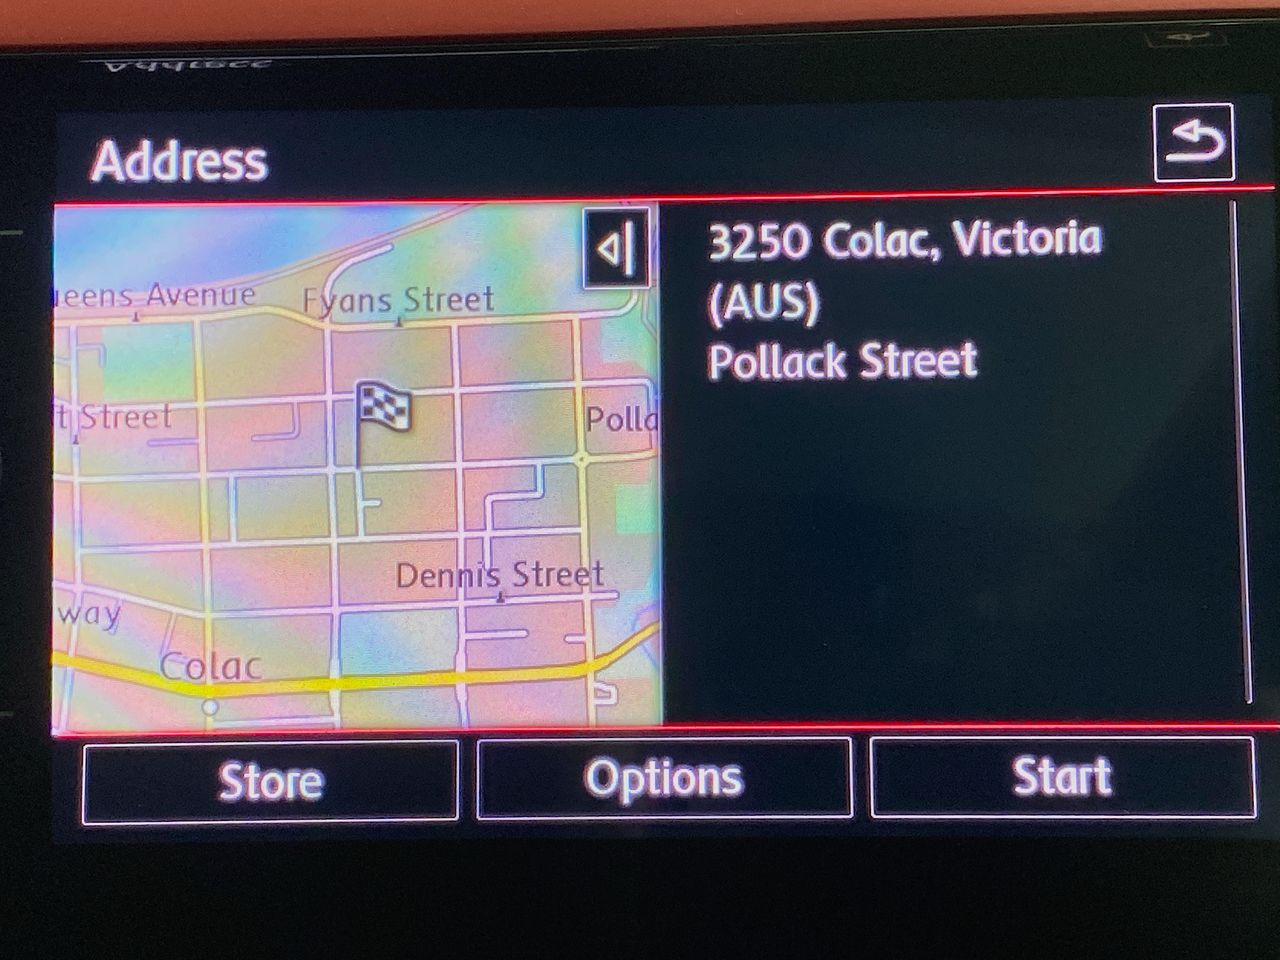 Address
3250 Colac, Victoria
(AUS)
Pollack Street
ueens Avenue
Fyans Street
t Street
Polla
Dennis Street
way
Colac
Store
Options
Start